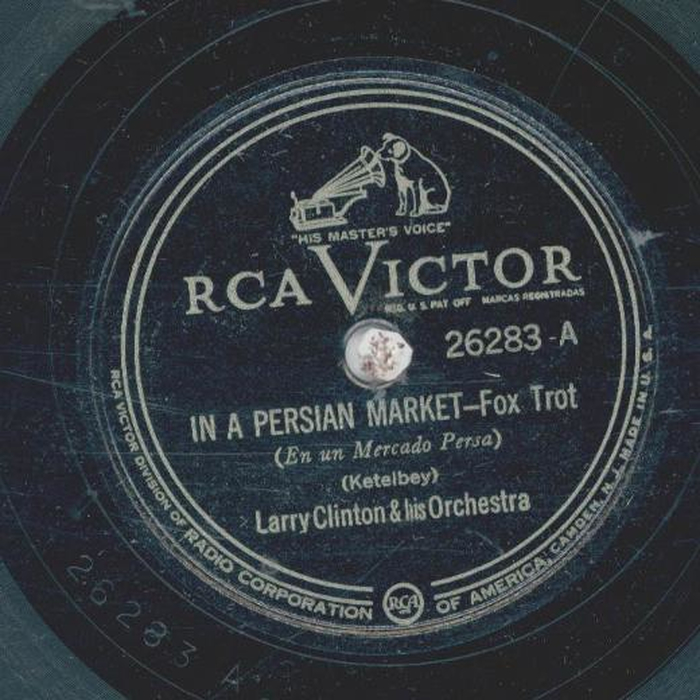 "HIS MASTER'S VOICE"
RCA VICTOR
REG. U. S. PAT OFF MARCAS REGISTRADAS
26283-A
IN A PERSIAN MARKET—Fox Trot
(En un Mercado Persa)
(Ketelbey)
Larry Clinton & his Orchestra
RCA VICTOR DIVISION OF RADIO CORPORATION OF AMERICA, CAMDEN, N. J. MADE IN U. S. A.
RCA
26283 A